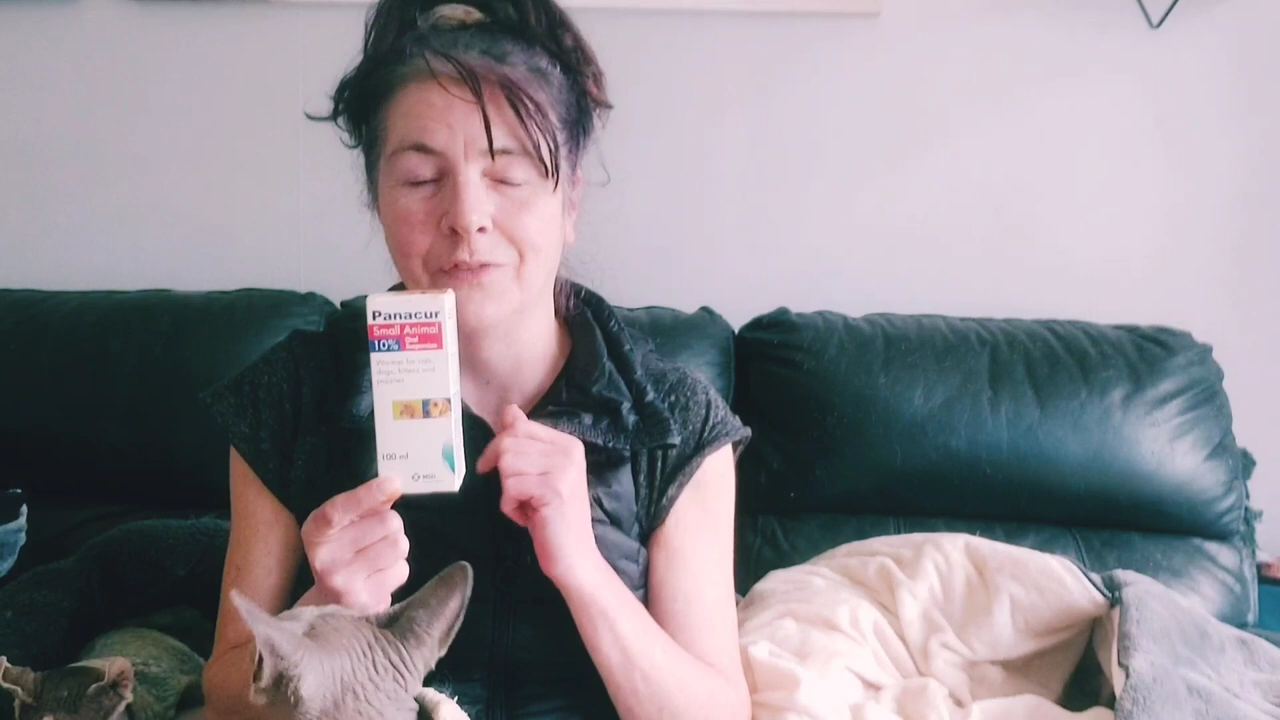 Panacur
Small Animal
10% Oral
Suspension
Wormer for cats,
dogs, kittens and
puppies
100 ml
MSD